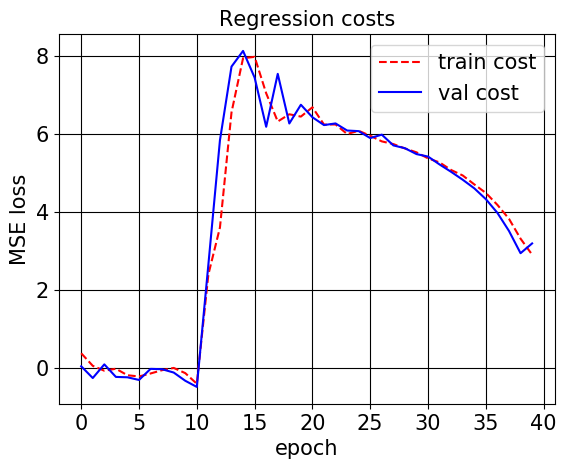 Regression costs
train cost
val cost
MSE loss
8
6
4
2
0
0 5 10 15 20 25 30 35 40
epoch